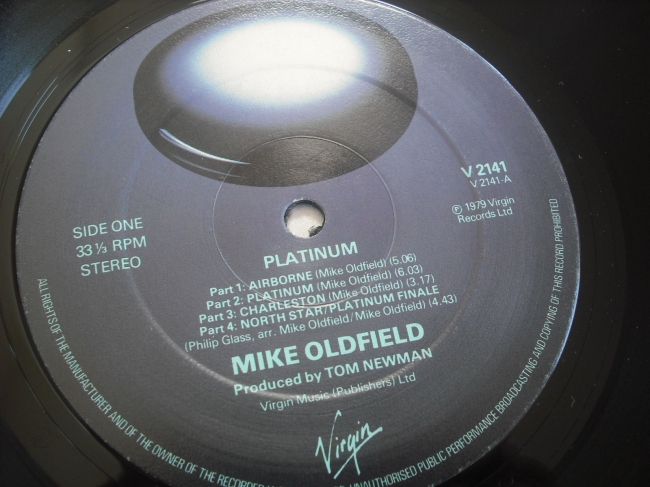 V 2141
V 2141-A
℗ 1979 Virgin
Records Ltd
SIDE ONE
33⅓ RPM
STEREO
PLATINUM
Part 1: AIRBORNE (Mike Oldfield) (5.06)
Part 2: PLATINUM (Mike Oldfield) (6.03)
Part 3: CHARLESTON (Mike Oldfield) (3.17)
Part 4: NORTH STAR/PLATINUM FINALE
(Philip Glass, arr. Mike Oldfield/Mike Oldfield) (4.43)
MIKE OLDFIELD
Produced by TOM NEWMAN
Virgin Music (Publishers) Ltd
Virgin
ALL RIGHTS OF THE MANUFACTURER AND OF THE OWNER OF THE RECORDED
UNAUTHORISED PUBLIC PERFORMANCE BROADCASTING AND COPYING OF THIS RECORD PROHIBITED